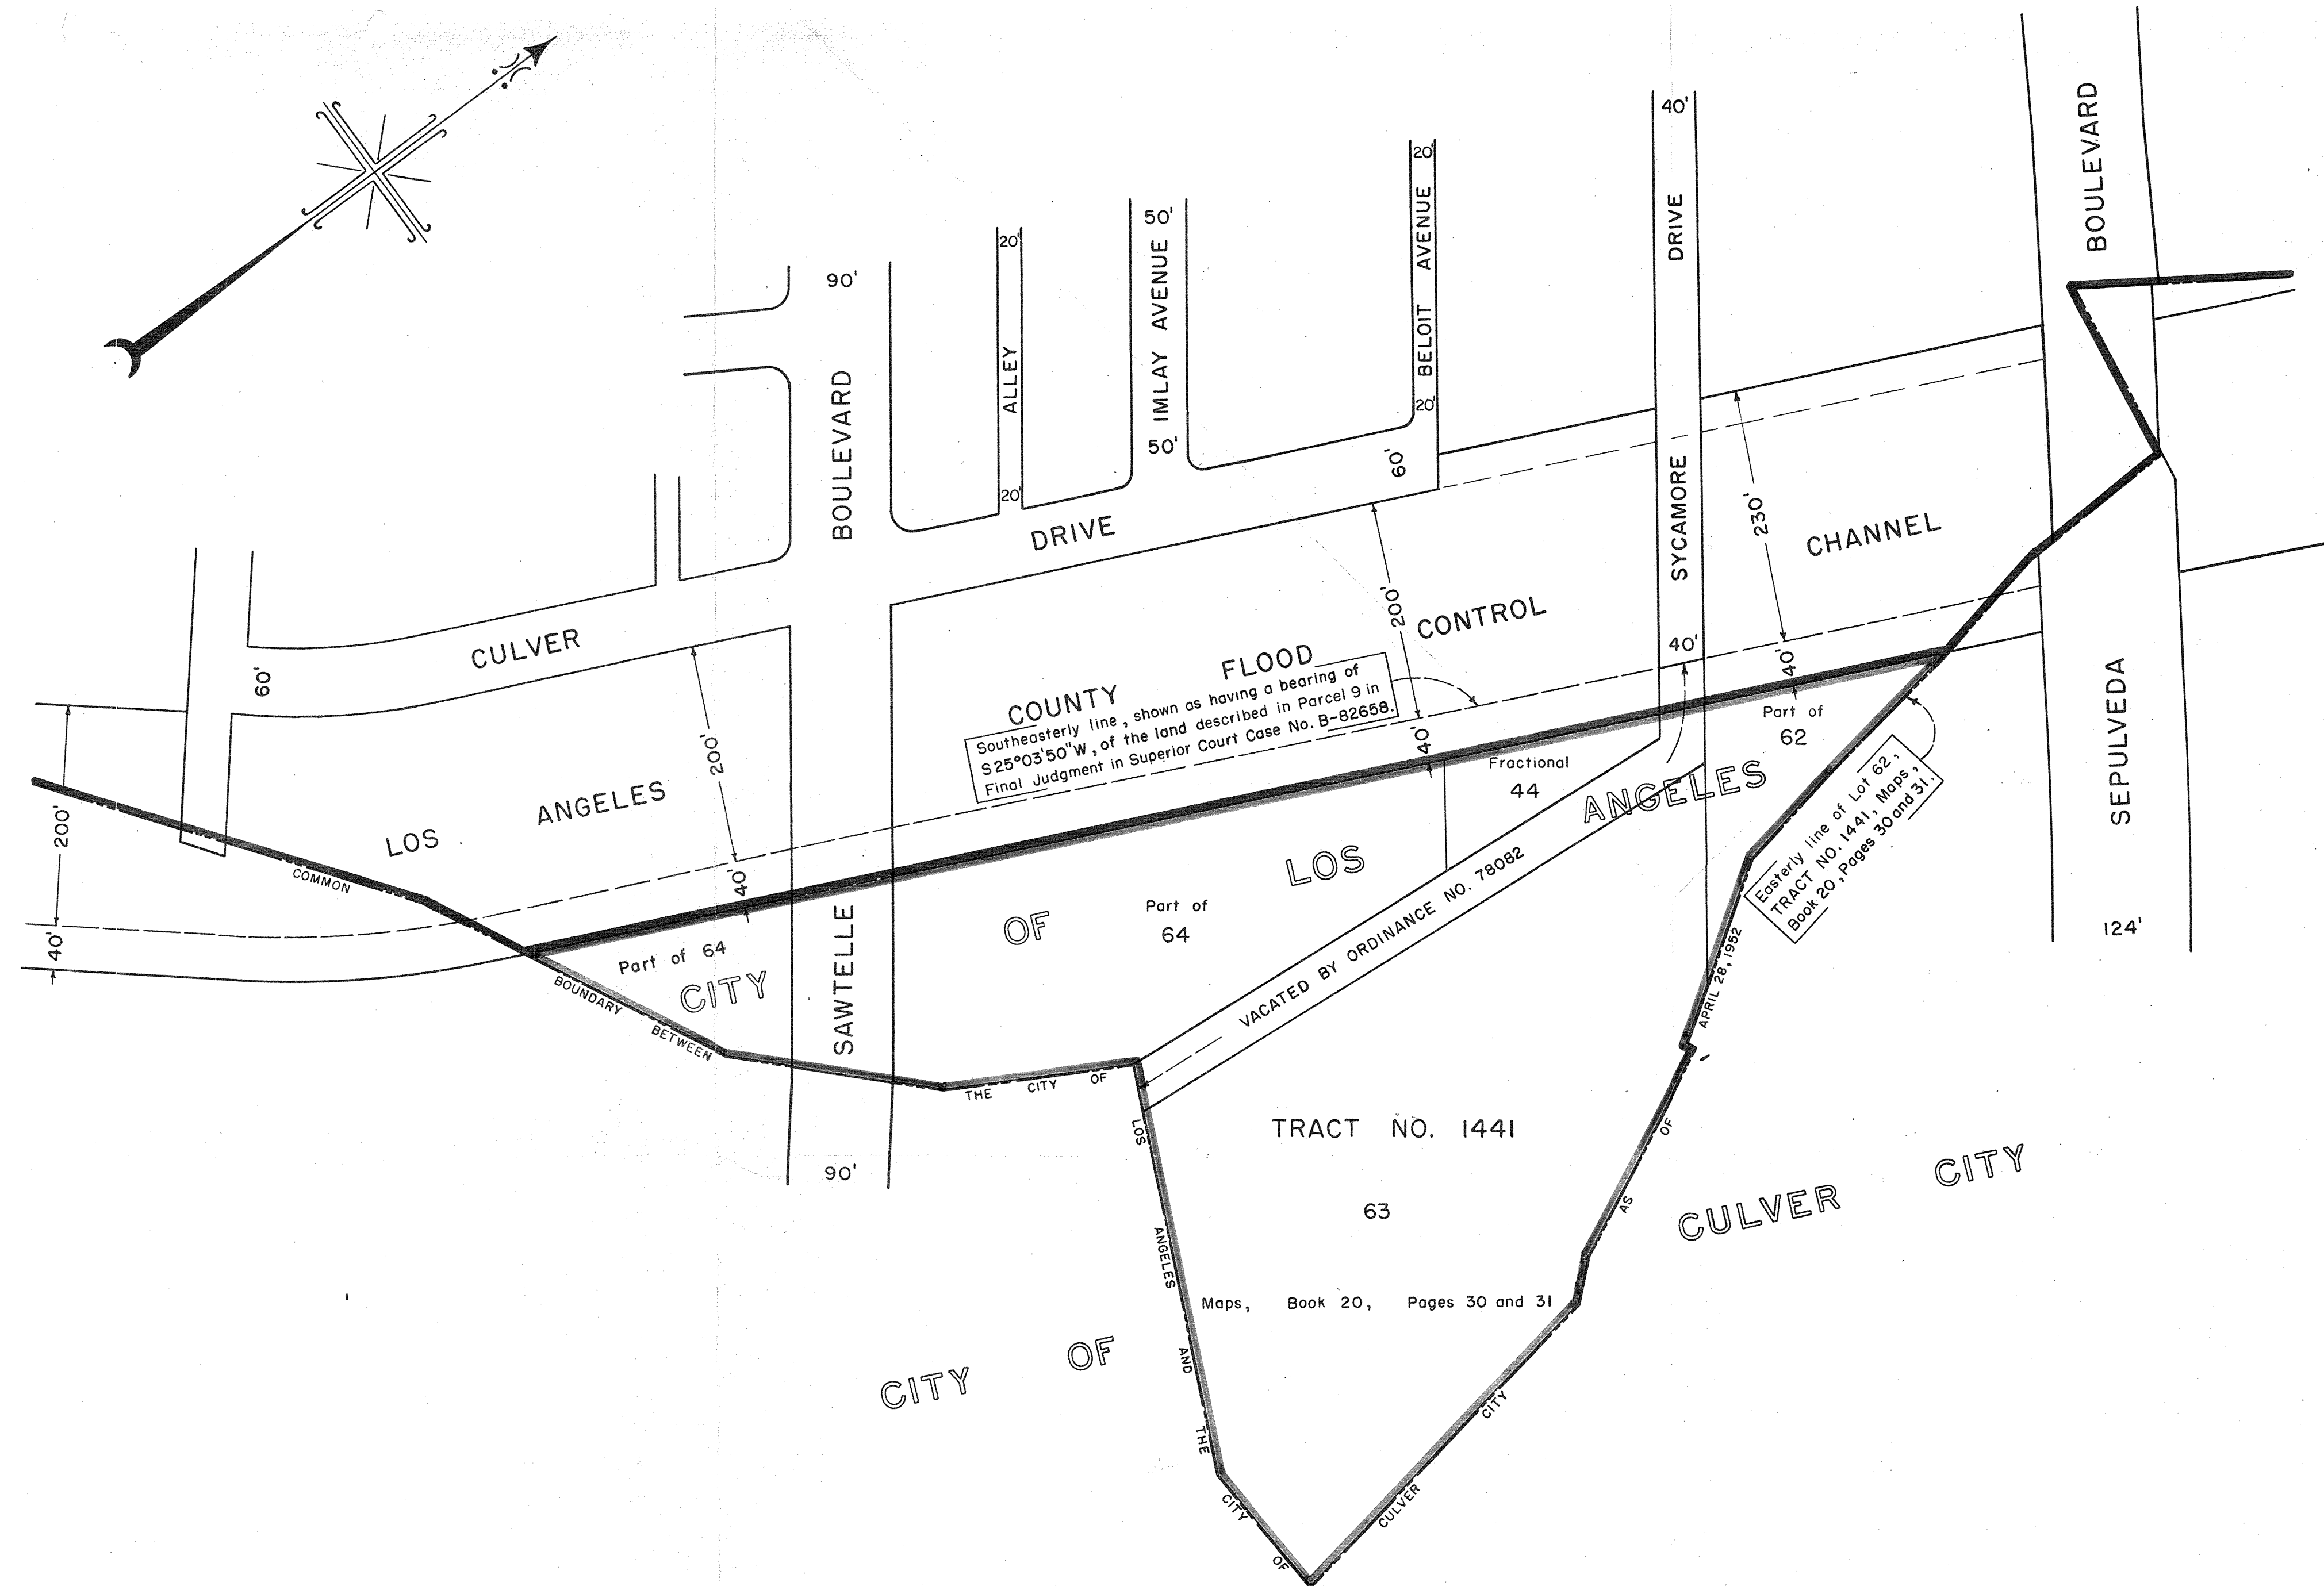 40'
BOULEVARD
20'
50'
20'
90'
ALLEY
IMLAY AVENUE
BELOIT AVENUE
DRIVE
BOULEVARD
20'
50'
20'
60'
SYCAMORE
DRIVE
230'
CHANNEL
CULVER
60'
200'
CONTROL
40'
FLOOD
COUNTY
Southeasterly line, shown as having a bearing of
S25°03'50"W, of the land described in Parcel 9 in
Final Judgment in Superior Court Case No. B-82658.
40'
Part of
62
SEPULVEDA
124'
200'
40'
Fractional
44
ANGELES
LOS
ANGELES
200'
40'
40'
COMMON
LOS
OF
Part of
64
Part of 64
CITY
SAWTELLE
90'
VACATED BY ORDINANCE NO. 78082
Easterly line of Lot 62,
TRACT NO. 1441, Maps,
Book 20, Pages 30 and 31.
BOUNDARY
BETWEEN
THE CITY OF
LOS
ANGELES
AND
THE
CITY
OF
CULVER
CITY
AS
OF
APRIL 28, 1952
TRACT NO. 1441
63
Maps, Book 20, Pages 30 and 31
CITY OF
CULVER CITY